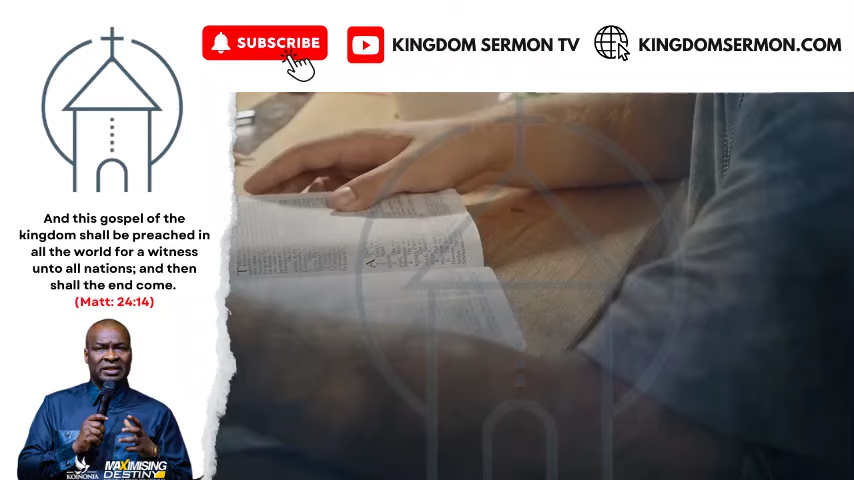 SUBSCRIBE
KINGDOM SERMON TV
KINGDOMSERMON.COM
And this gospel of the
kingdom shall be preached in
all the world for a witness
unto all nations; and then
shall the end come.
(Matt: 24:14)
KOINONIA
MAXIMISING
DESTINY